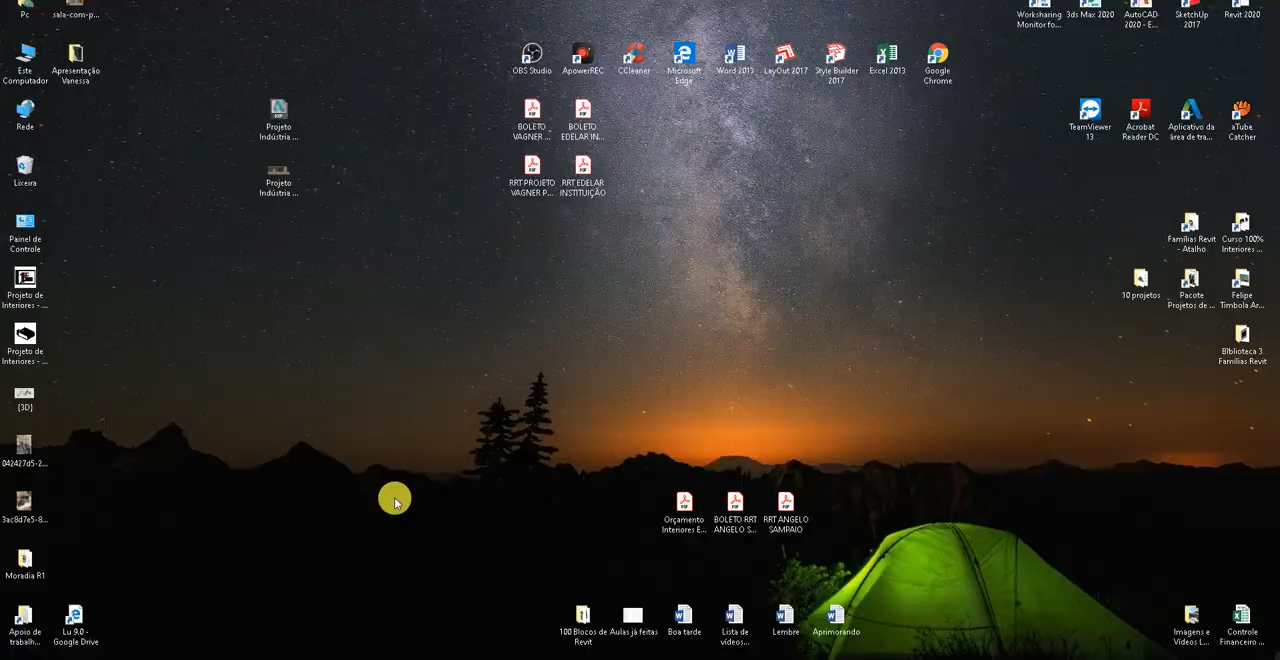 Pc
sala-com-p...
Worksharing
Monitor fo...
3ds Max 2020
AutoCAD
2020 - E...
SketchUp
2017
Revit 2020
Este
Computador
Apresentação
Vanessa
OBS Studio
ApowerREC
CCleaner
Microsoft
Edge
Word 2013
LayOut 2017
Style Builder
2017
Excel 2013
Google
Chrome
Rede
Projeto
Indústria ...
BOLETO
VAGNER ...
BOLETO
EDELAR IN...
TeamViewer
13
Acrobat
Reader DC
Aplicativo da
área de tra...
aTube
Catcher
Lixeira
Projeto
Indústria ...
RRT PROJETO
VAGNER P...
RRT EDELAR
INSTITUIÇÃO
Painel de
Controle
Famílias Revit
- Atalho
Curso 100%
Interiores ...
Projeto de
Interiores - ...
10 projetos
Pacote
Projetos de ...
Felipe
Timbola Ar...
Projeto de
Interiores - ...
Biblioteca 3
Famílias Revit
{3D}
042427d5-2...
3ac8d7e5-8...
Orçamento
Interiores E...
BOLETO RRT
ANGELO S...
RRT ANGELO
SAMPAIO
Moradia R1
Apoio de
trabalh...
Lu 9.0 -
Google Drive
100 Blocos de
Revit
Aulas já feitas
Boa tarde
Lista de
vídeos...
Lembre
Aprimorando
Imagens e
Vídeos L...
Controle
Financeiro ...